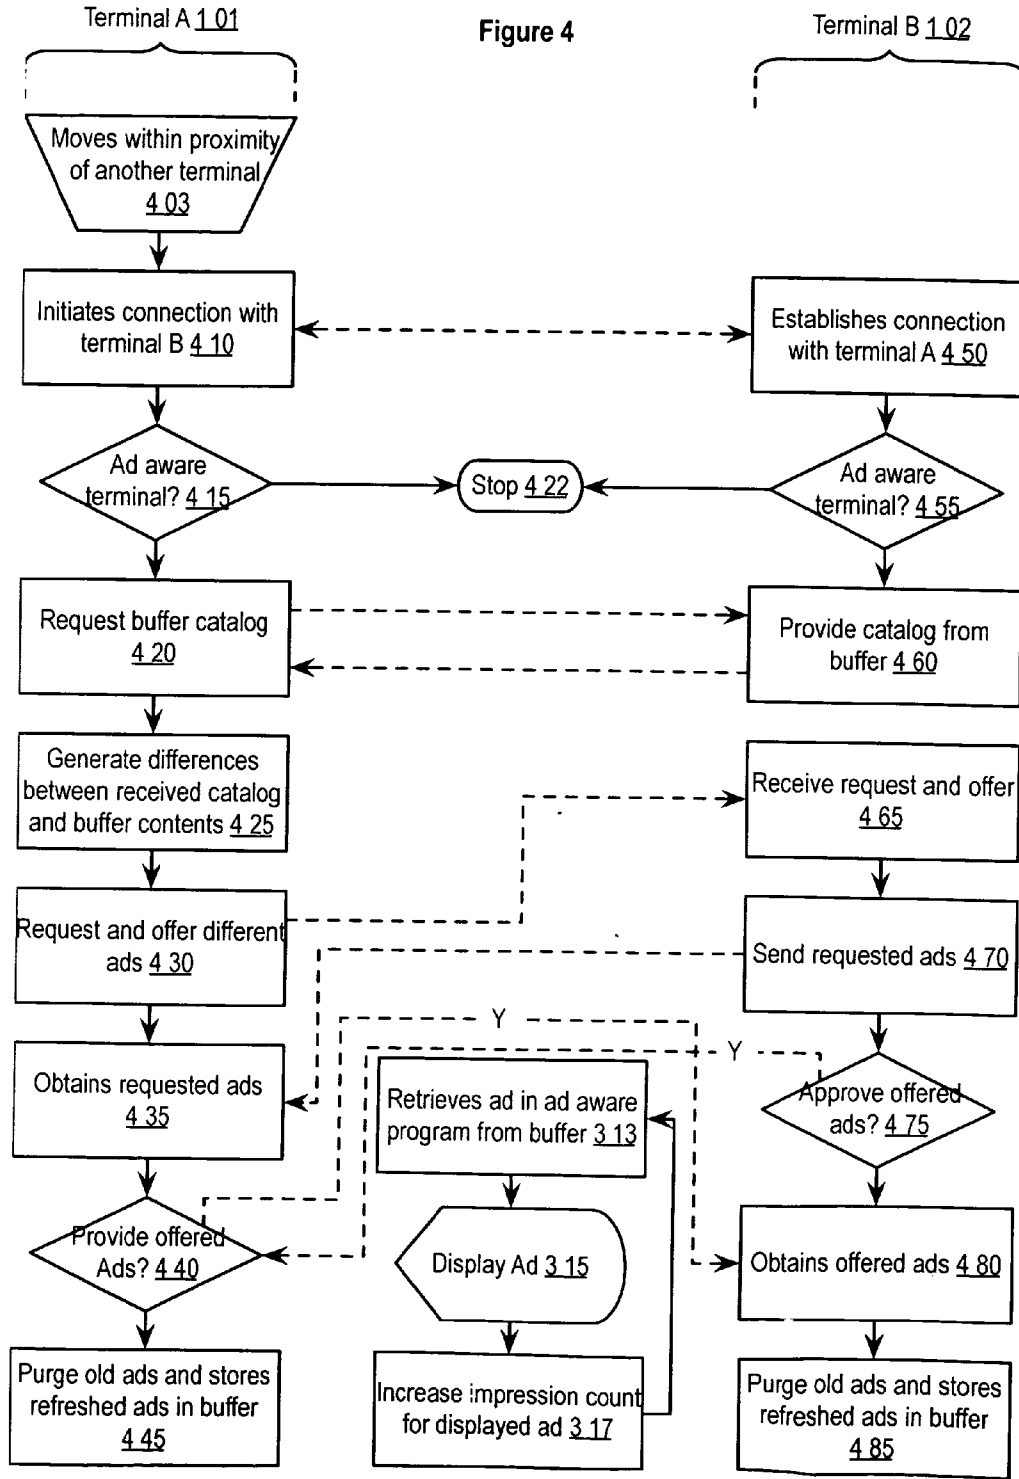 Terminal A 1 01
Figure 4
Terminal B 1 02
Moves within proximity
of another terminal
4 03
Initiates connection with
terminal B 4 10
Establishes connection
with terminal A 4 50
Ad aware
terminal? 4 15
Stop 4 22
Ad aware
terminal? 4 55
Request buffer catalog
4 20
Provide catalog from
buffer 4 60
Generate differences
between received catalog
and buffer contents 4 25
Receive request and offer
4 65
Request and offer different
ads 4 30
Send requested ads 4 70
Y
Y
Obtains requested ads
4 35
Retrieves ad in ad aware
program from buffer 3 13
Approve offered
ads? 4 75
Provide offered
Ads? 4 40
Display Ad 3 15
Obtains offered ads 4 80
Purge old ads and stores
refreshed ads in buffer
4 45
Increase impression count
for displayed ad 3 17
Purge old ads and stores
refreshed ads in buffer
4 85